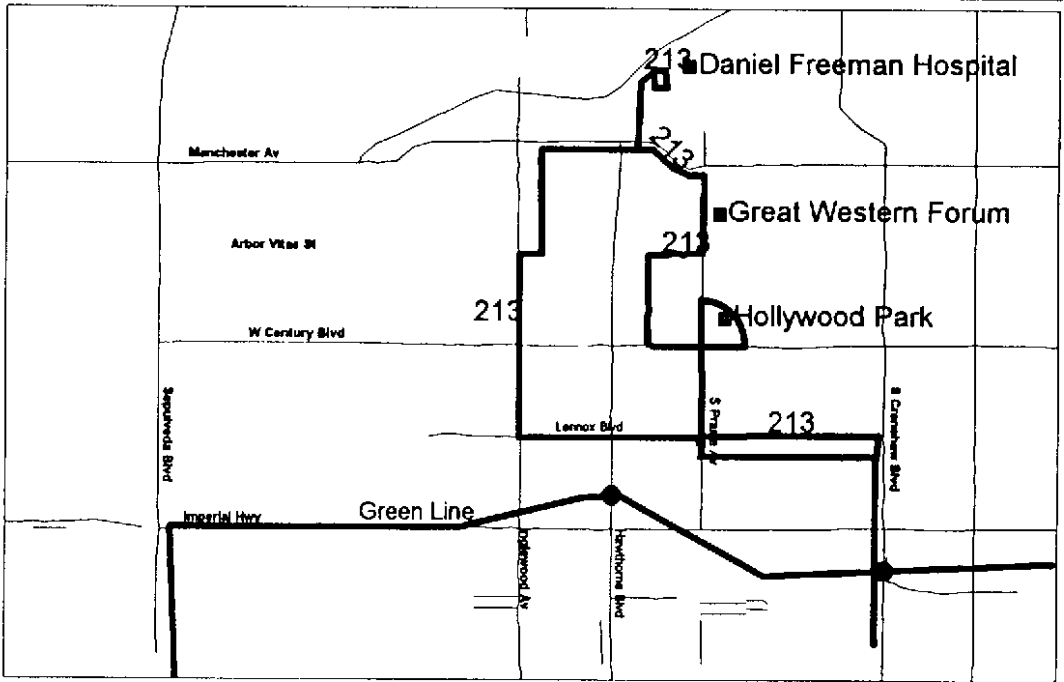 213
Daniel Freeman Hospital
Manchester Av
213
Great Western Forum
Arbor Vitae St
213
213
Hollywood Park
W Century Blvd
Sepulveda Blvd
S Prairie Av
S Crenshaw Blvd
Lennox Blvd
213
Imperial Hwy
Green Line
Inglewood Av
Hawthorne Blvd